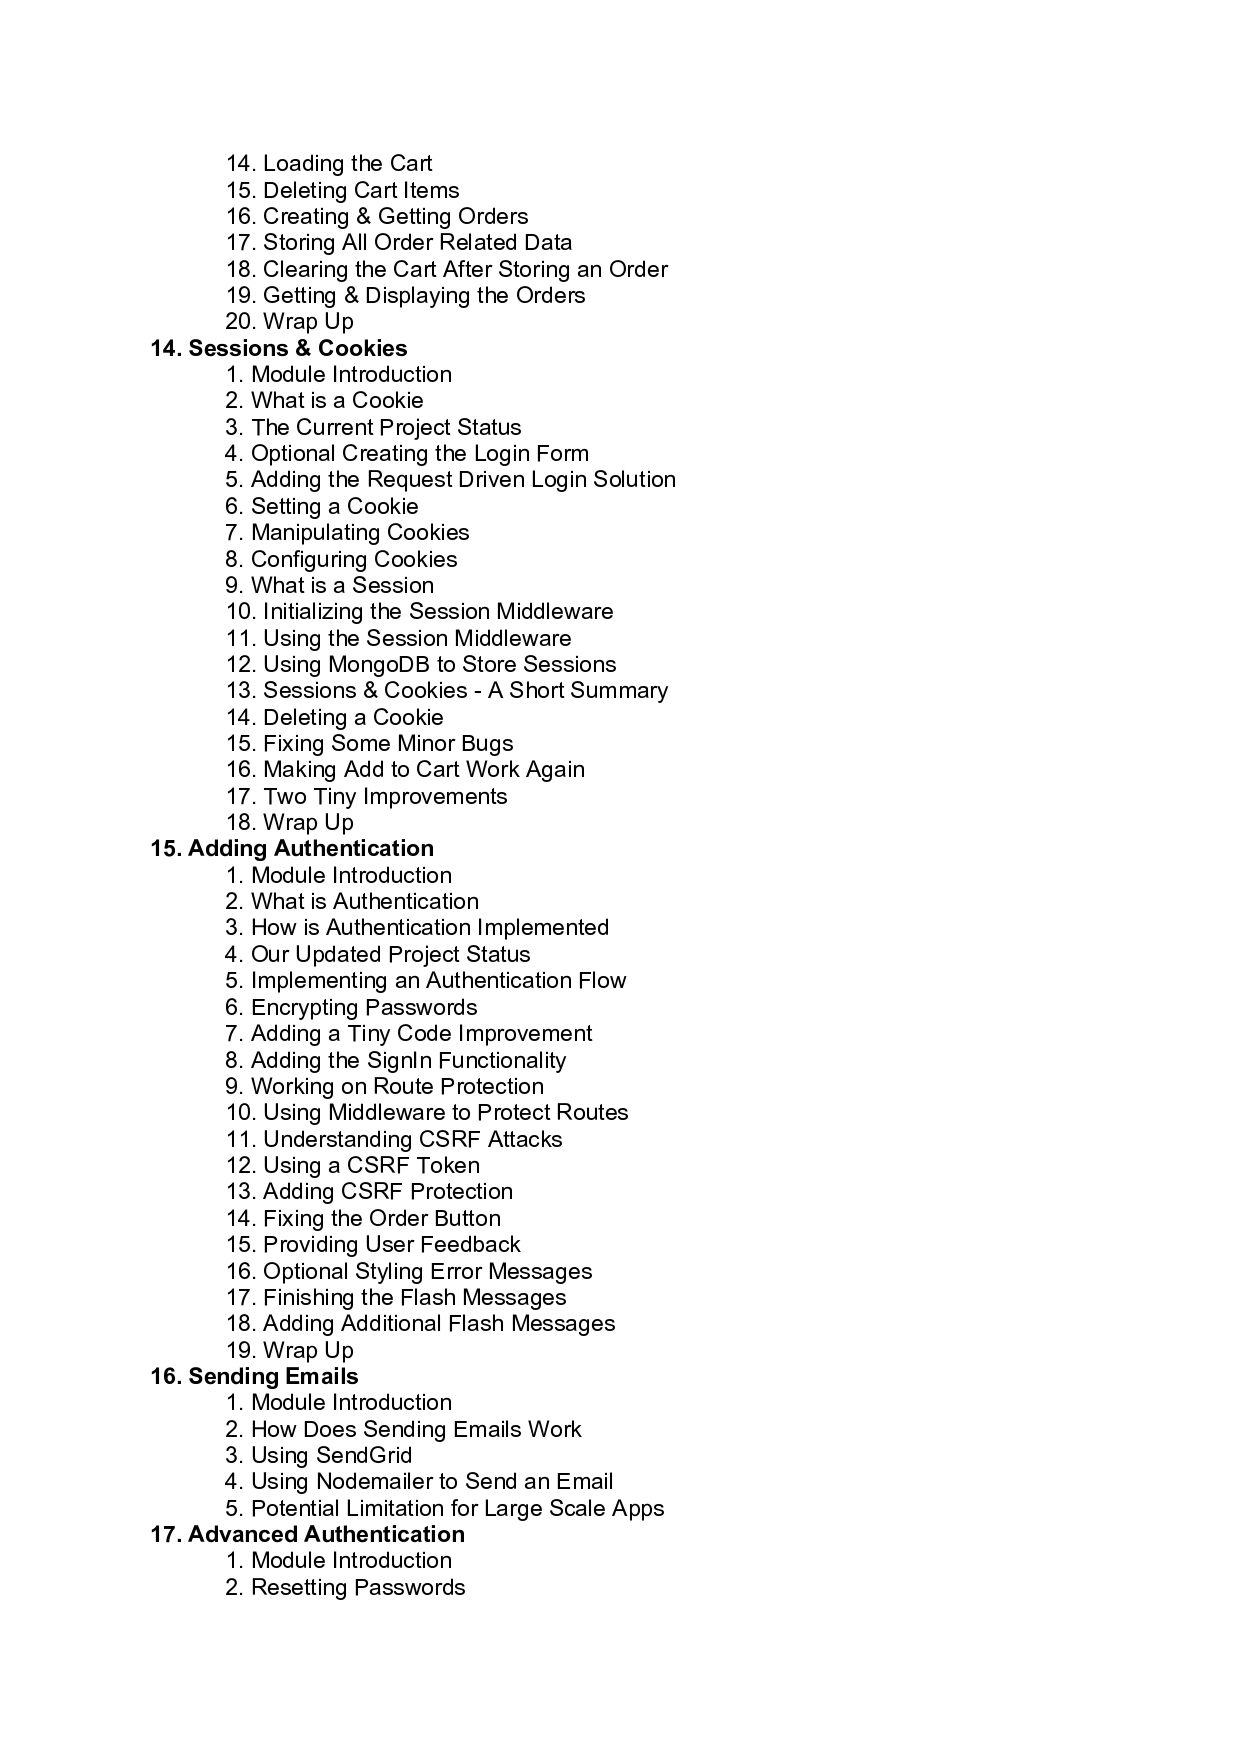 14. Loading the Cart
15. Deleting Cart Items
16. Creating & Getting Orders
17. Storing All Order Related Data
18. Clearing the Cart After Storing an Order
19. Getting & Displaying the Orders
20. Wrap Up
14. Sessions & Cookies
1. Module Introduction
2. What is a Cookie
3. The Current Project Status
4. Optional Creating the Login Form
5. Adding the Request Driven Login Solution
6. Setting a Cookie
7. Manipulating Cookies
8. Configuring Cookies
9. What is a Session
10. Initializing the Session Middleware
11. Using the Session Middleware
12. Using MongoDB to Store Sessions
13. Sessions & Cookies - A Short Summary
14. Deleting a Cookie
15. Fixing Some Minor Bugs
16. Making Add to Cart Work Again
17. Two Tiny Improvements
18. Wrap Up
15. Adding Authentication
1. Module Introduction
2. What is Authentication
3. How is Authentication Implemented
4. Our Updated Project Status
5. Implementing an Authentication Flow
6. Encrypting Passwords
7. Adding a Tiny Code Improvement
8. Adding the SignIn Functionality
9. Working on Route Protection
10. Using Middleware to Protect Routes
11. Understanding CSRF Attacks
12. Using a CSRF Token
13. Adding CSRF Protection
14. Fixing the Order Button
15. Providing User Feedback
16. Optional Styling Error Messages
17. Finishing the Flash Messages
18. Adding Additional Flash Messages
19. Wrap Up
16. Sending Emails
1. Module Introduction
2. How Does Sending Emails Work
3. Using SendGrid
4. Using Nodemailer to Send an Email
5. Potential Limitation for Large Scale Apps
17. Advanced Authentication
1. Module Introduction
2. Resetting Passwords